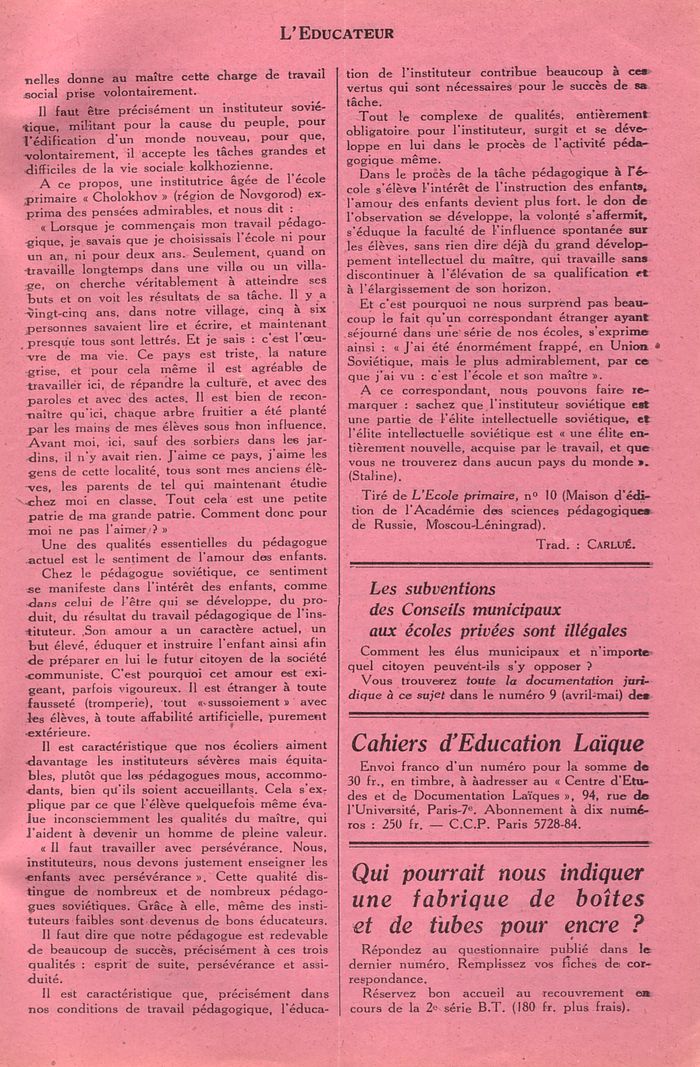 L'EDUCATEUR
nelles donne au maître cette charge de travail
social prise volontairement.
Il faut être précisément un instituteur sovié-
tique, militant pour la cause du peuple, pour
l'édification d'un monde nouveau, pour que,
volontairement, il accepte les tâches grandes et
difficiles de la vie sociale kolkhozienne.
A ce propos, une institutrice âgée de l'école
primaire « Cholokhov » (région de Novgorod) ex-
prima des pensées admirables, et nous dit :
« Lorsque je commençais mon travail pédago-
gique, je savais que je choisissais l'école ni pour
un an, ni pour deux ans. Seulement, quand on
travaille longtemps dans une ville ou un villa-
ge, on cherche véritablement à atteindre ses
buts et on voit les résultats de sa tâche. Il y a
vingt-cinq ans, dans notre village, cinq à six
personnes savaient lire et écrire, et maintenant
presque tous sont lettrés. Et je sais : c'est l'œu-
vre de ma vie. Ce pays est triste, la nature
grise, et pour cela même il est agréable de
travailler ici, de répandre la culture, et avec des
paroles et avec des actes. Il est bien de recon-
naître qu'ici, chaque arbre fruitier a été planté
par les mains de mes élèves sous mon influence.
Avant moi, ici, sauf des sorbiers dans les jar-
dins, il n'y avait rien. J'aime ce pays, j'aime les
gens de cette localité, tous sont mes anciens élè-
ves, les parents de tel qui maintenant étudie
chez moi en classe. Tout cela est une petite
patrie de ma grande patrie. Comment donc pour
moi ne pas l'aimer ? »
Une des qualités essentielles du pédagogue
actuel est le sentiment de l'amour des enfants.
Chez le pédagogue soviétique, ce sentiment
se manifeste dans l'intérêt des enfants, comme
dans celui de l'être qui se développe, du pro-
duit, du résultat du travail pédagogique de l'ins-
tituteur. Son amour a un caractère actuel, un
but élevé, éduquer et instruire l'enfant ainsi afin
de préparer en lui le futur citoyen de la société
communiste. C'est pourquoi cet amour est exi-
geant, parfois vigoureux. Il est étranger à toute
fausseté (tromperie), tout « sussoiement » avec
les élèves, à toute affabilité artificielle, purement
extérieure.
Il est caractéristique que nos écoliers aiment
davantage les instituteurs sévères mais équita-
bles, plutôt que les pédagogues mous, accommo-
dants, bien qu'ils soient accueillants. Cela s'ex-
plique par ce que l'élève quelquefois même éva-
lue inconsciemment les qualités du maître, qui
l'aident à devenir un homme de pleine valeur.
« Il faut travailler avec persévérance. Nous,
instituteurs, nous devons justement enseigner les
enfants avec persévérance ». Cette qualité dis-
tingue de nombreux et de nombreux pédago-
gues soviétiques. Grâce à elle, même des insti-
tuteurs faibles sont devenus de bons éducateurs.
Il faut dire que notre pédagogue est redevable
de beaucoup de succès, précisément à ces trois
qualités : esprit de suite, persévérance et assi-
duité.
Il est caractéristique que, précisément dans
nos conditions de travail pédagogique, l'éduca-
tion de l'instituteur contribue beaucoup à ces
vertus qui sont nécessaires pour le succès de sa
tâche.
Tout le complexe de qualités, entièrement
obligatoire pour l'instituteur, surgit et se déve-
loppe en lui dans le procès de l'activité péda-
gogique même.
Dans le procès de la tâche pédagogique à l'é-
cole s'élève l'intérêt de l'instruction des enfants,
l'amour des enfants devient plus fort. le don de
l'observation se développe, la volonté s'affermit,
s'éduque la faculté de l'influence spontanée sur
les élèves, sans rien dire déjà du grand dévelop-
pement intellectuel du maître, qui travaille sans
discontinuer à l'élévation de sa qualification et
à l'élargissement de son horizon.
Et c'est pourquoi ne nous surprend pas beau-
coup le fait qu'un correspondant étranger ayant
séjourné dans une série de nos écoles, s'exprime
ainsi : « J'ai été énormément frappé, en Union
Soviétique, mais le plus admirablement, par ce
que j'ai vu : c'est l'école et son maître ».
A ce correspondant, nous pouvons faire re-
marquer : sachez que l'instituteur soviétique est
une partie de l'élite intellectuelle soviétique, et
l'élite intellectuelle soviétique est « une élite en-
tièrement nouvelle, acquise par le travail, et que
vous ne trouverez dans aucun pays du monde ».
(Staline).
Tiré de L'Ecole primaire, n° 10 (Maison d'édi-
tion de l'Académie des sciences pédagogiques
de Russie, Moscou-Léningrad).
Trad. : CARLUÉ.
Les subventions
des Conseils municipaux
aux écoles privées sont illégales
Comment les élus municipaux et n'importe
quel citoyen peuvent-ils s'y opposer ?
Vous trouverez toute la documentation juri-
dique à ce sujet dans le numéro 9 (avril-mai) des
Cahiers d'Education Laïque
Envoi franco d'un numéro pour la somme de
30 fr., en timbre, à àadresser au « Centre d'Etu-
des et de Documentation Laïques », 94, rue de
l'Université, Paris-7e. Abonnement à dix numé-
ros : 250 fr. — C.C.P. Paris 5728-84.
Qui pourrait nous indiquer
une fabrique de boîtes
et de tubes pour encre ?
Répondez au questionnaire publié dans le
dernier numéro. Remplissez vos fiches de cor-
respondance.
Réservez bon accueil au recouvrement en
cours de la 2e série B.T. (180 fr. plus frais).